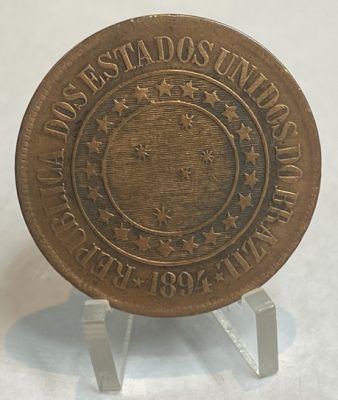 REPUBLICA DOS ESTADOS UNIDOS DO BRAZIL
★ 1894 ★